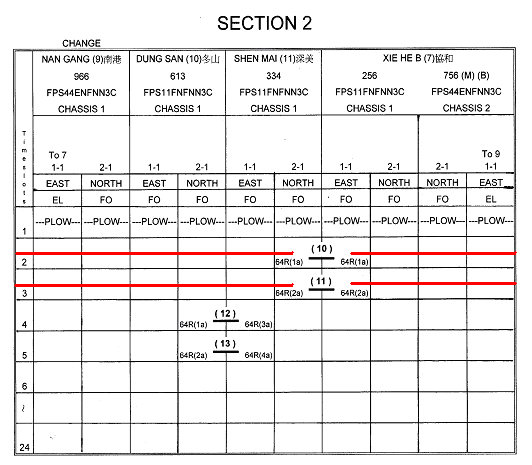 SECTION 2
CHANGE
NAN GANG (9)南港 DUNG SAN (10)冬山 SHEN MAI (11)深美 XIE HE B (7)協和
966 613 334 256 756 (M) (B)
FPS44ENFNN3C FPS11FNFNN3C FPS11FNFNN3C FPS11FNFNN3C FPS44ENFNN3C
CHASSIS 1 CHASSIS 1 CHASSIS 1 CHASSIS 1 CHASSIS 2
Timeslots
To 7 To 9
1-1 2-1 1-1 2-1 1-1 2-1 1-1 2-1 2-1 1-1
EAST NORTH EAST NORTH EAST NORTH EAST NORTH NORTH EAST
EL FO FO FO FO FO FO FO FO EL
1 ---PLOW--- ---PLOW--- ---PLOW--- ---PLOW--- ---PLOW--- ---PLOW--- ---PLOW--- ---PLOW--- ---PLOW---
(10)
2 64R(1a) 64R(1a)
(11)
3 64R(2a) 64R(2a)
(12)
4 64R(1a) 64R(3a)
(13)
5 64R(2a) 64R(4a)
6
~
24